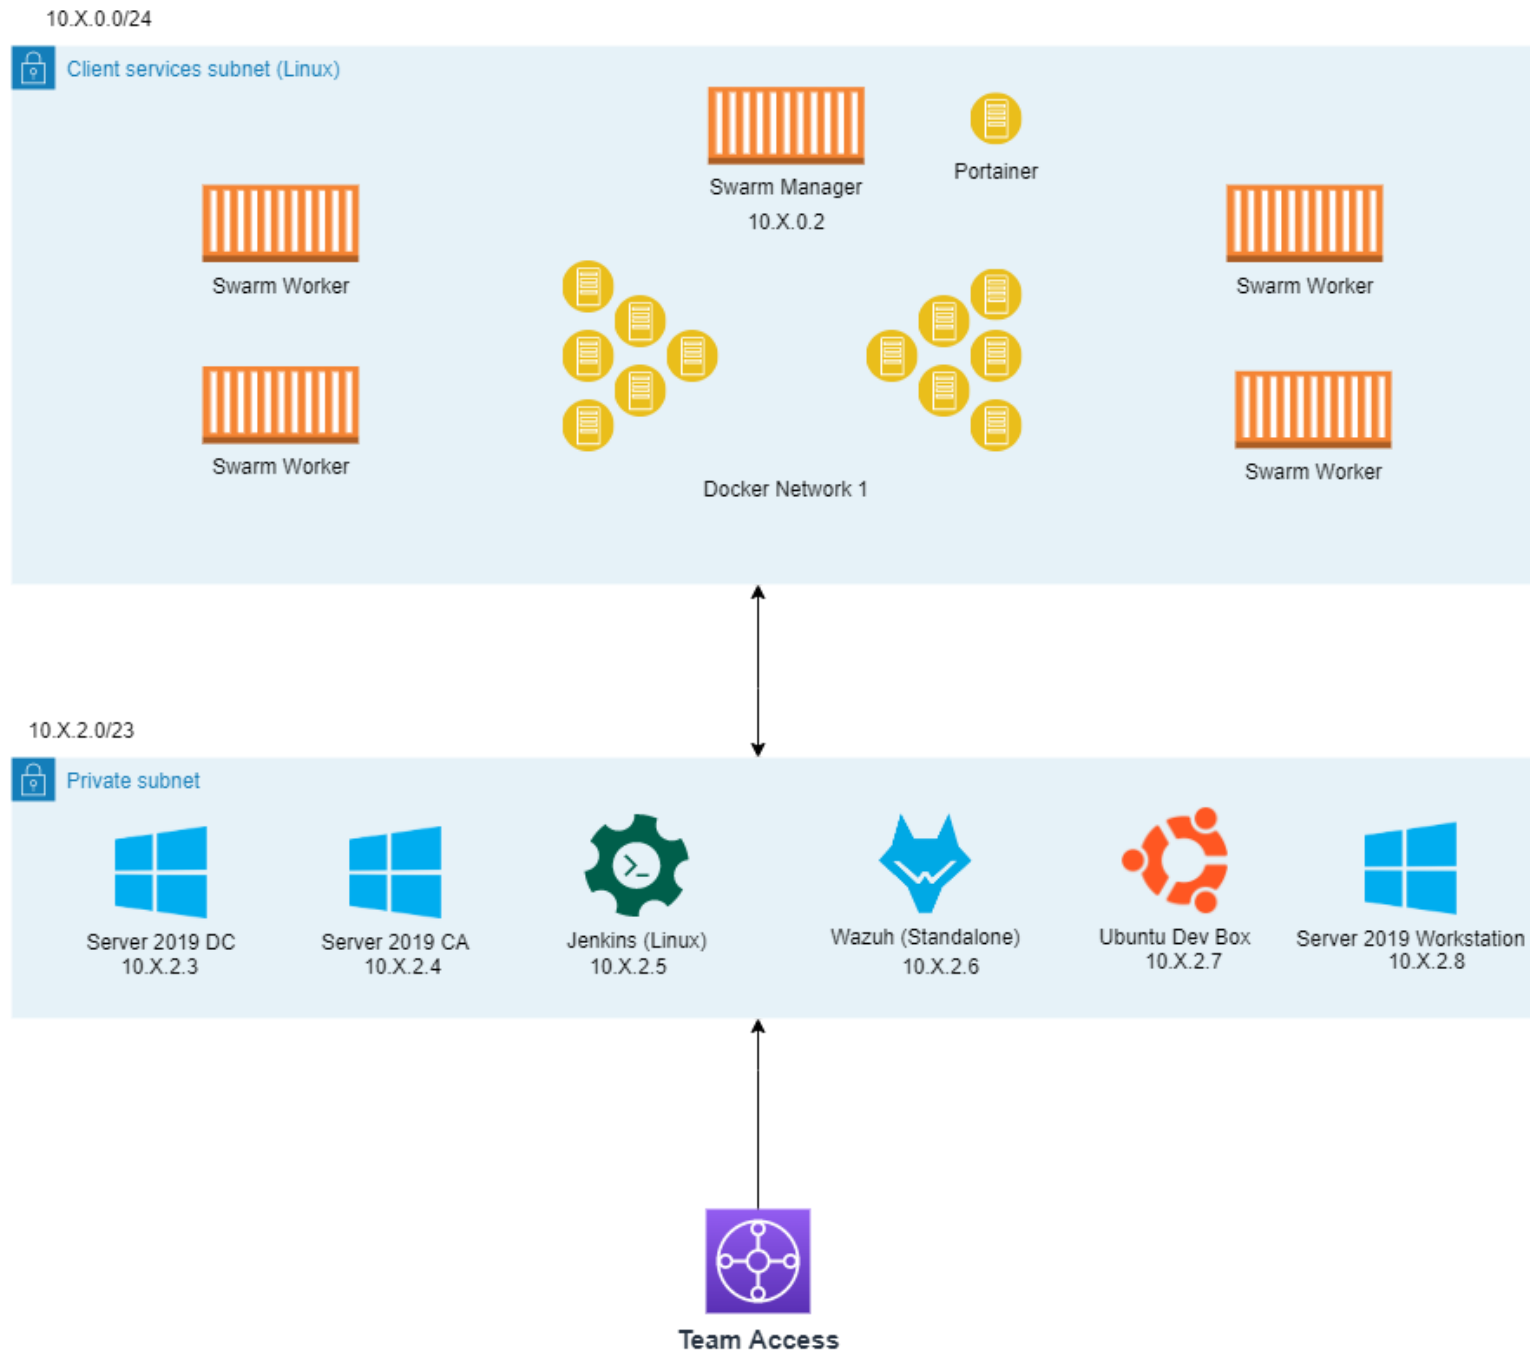 10.X.0.0/24
Client services subnet (Linux)
Swarm Manager
10.X.0.2
Portainer
Swarm Worker
Swarm Worker
Swarm Worker
Swarm Worker
Docker Network 1
10.X.2.0/23
Private subnet
Server 2019 DC
10.X.2.3
Server 2019 CA
10.X.2.4
Jenkins (Linux)
10.X.2.5
Wazuh (Standalone)
10.X.2.6
Ubuntu Dev Box
10.X.2.7
Server 2019 Workstation
10.X.2.8
Team Access